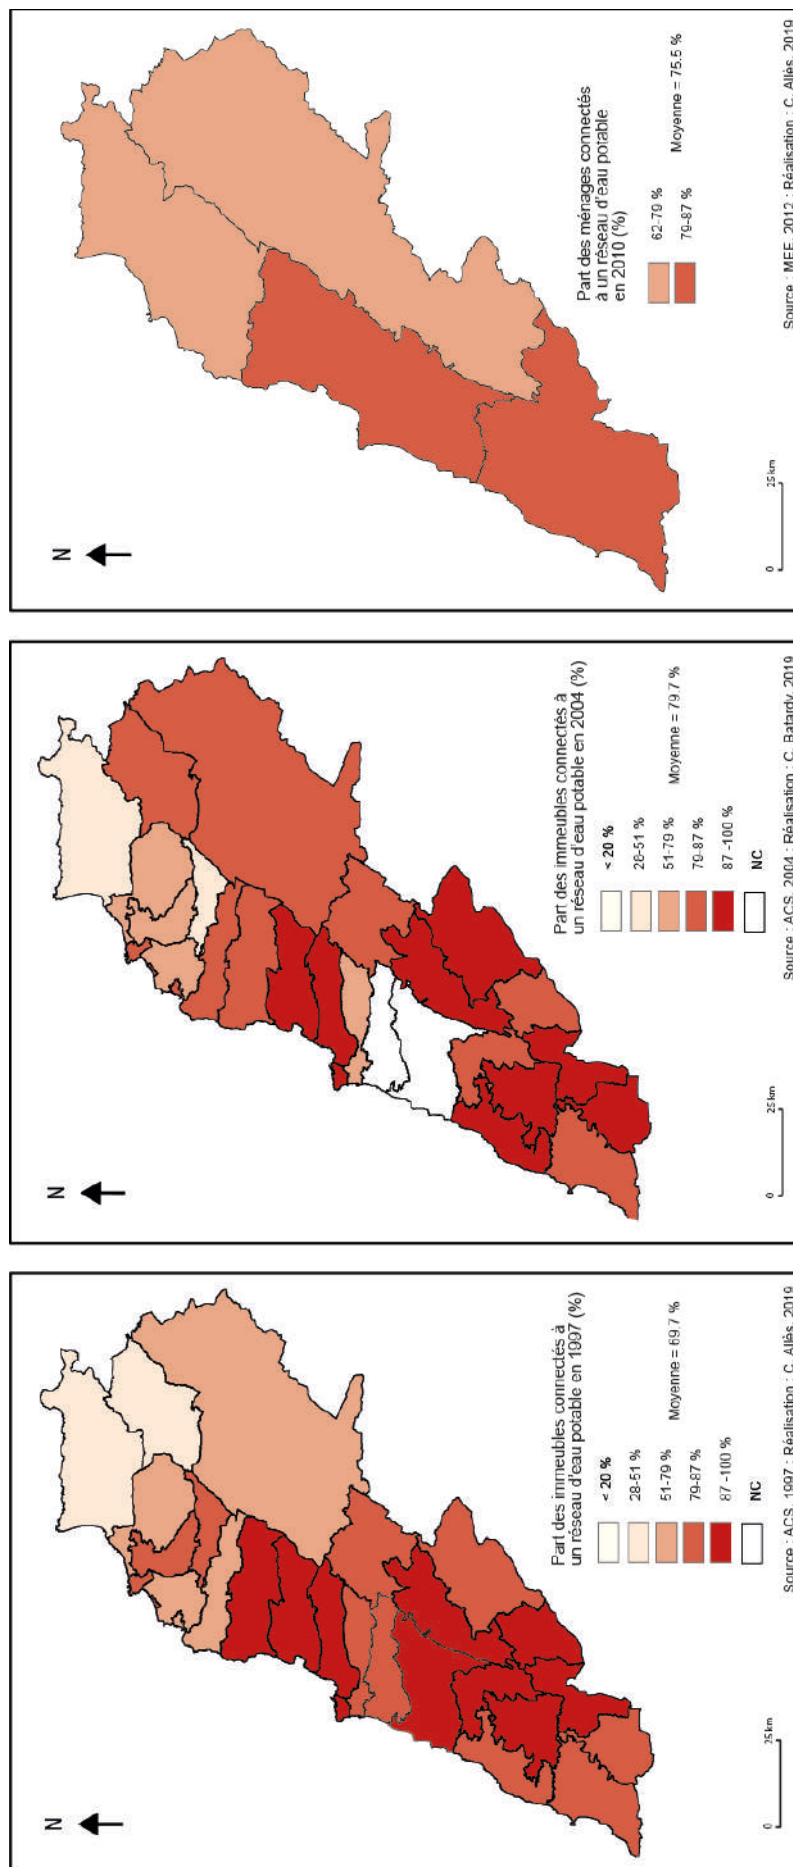 N
Part des immeubles connectés à
un réseau d'eau potable en 1997 (%)
< 20 %
28-51 %
51-79 %
Moyenne = 69.7 %
79-87 %
87 -100 %
NC
0 25 km
Source : ACS, 1997 ; Réalisation : C. Allès, 2019
N
Part des immeubles connectés à
un réseau d'eau potable en 2004 (%)
< 20 %
28-51 %
51-79 %
Moyenne = 79.7 %
79-87 %
87 -100 %
NC
0 25 km
Source : ACS, 2004 ; Réalisation : C. Batardy, 2019
N
Part des ménages connectés
à un réseau d'eau potable
en 2010 (%)
62-79 %
Moyenne = 75.5 %
79-87 %
0 25 km
Source : MEE, 2012 ; Réalisation : C. Allès, 2019